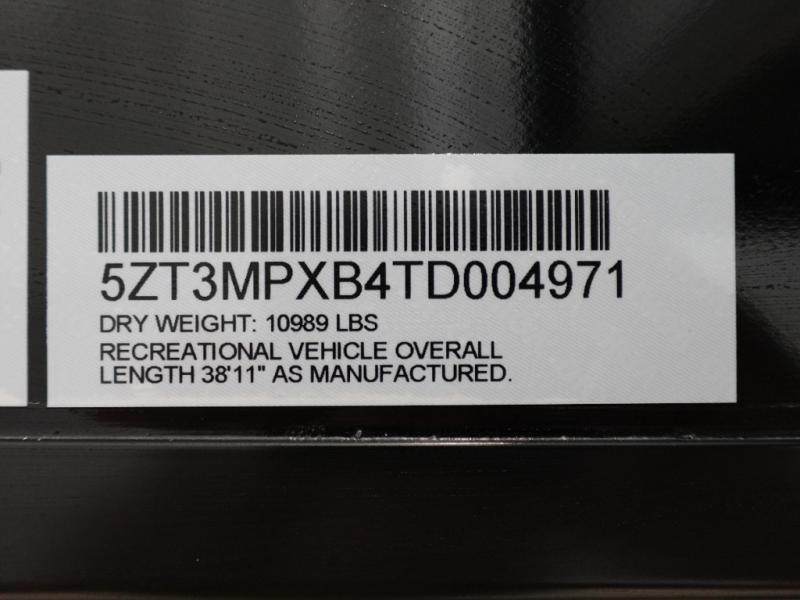 5ZT3MPXB4TD004971
DRY WEIGHT: 10989 LBS
RECREATIONAL VEHICLE OVERALL
LENGTH 38'11" AS MANUFACTURED.